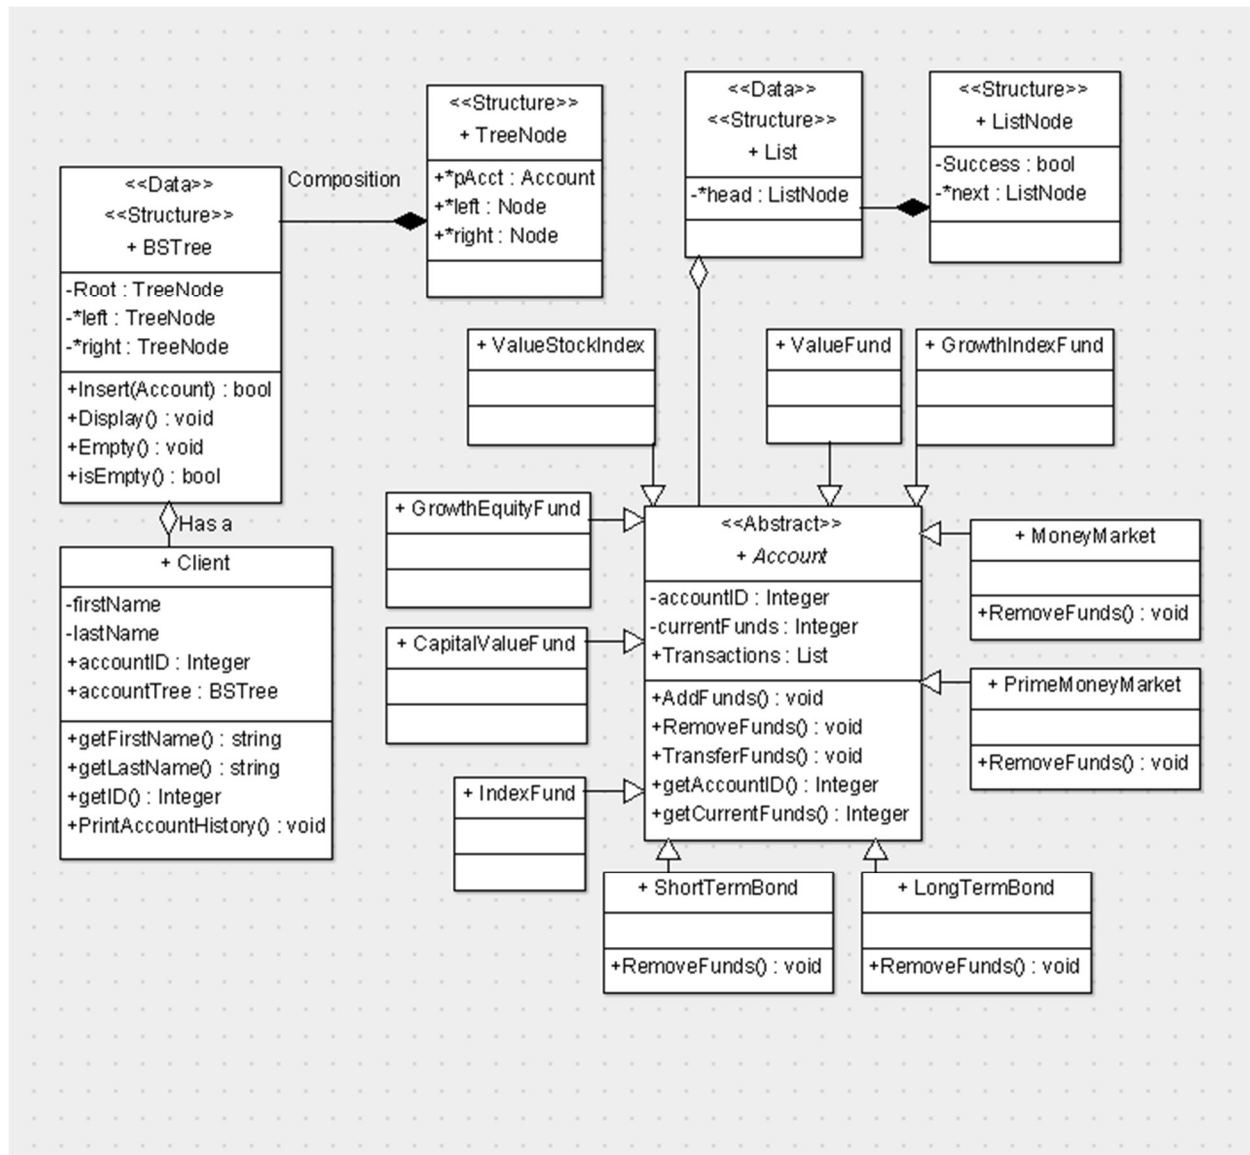 <<Structure>>
+ TreeNode
+*pAcct : Account
+*left : Node
+*right : Node
<<Data>>
<<Structure>>
+ List
-*head : ListNode
<<Structure>>
+ ListNode
-Success : bool
-*next : ListNode
Composition
<<Data>>
<<Structure>>
+ BSTree
-Root : TreeNode
-*left : TreeNode
-*right : TreeNode
+Insert(Account) : bool
+Display() : void
+Empty() : void
+isEmpty() : bool
Has a
+ Client
-firstName
-lastName
+accountID : Integer
+accountTree : BSTree
+getFirstName() : string
+getLastName() : string
+getID() : Integer
+PrintAccountHistory() : void
+ ValueStockIndex
+ ValueFund
+ GrowthIndexFund
+ GrowthEquityFund
+ CapitalValueFund
+ IndexFund
<<Abstract>>
+ Account
-accountID : Integer
-currentFunds : Integer
+Transactions : List
+AddFunds() : void
+RemoveFunds() : void
+TransferFunds() : void
+getAccountID() : Integer
+getCurrentFunds() : Integer
+ MoneyMarket
+RemoveFunds() : void
+ PrimeMoneyMarket
+RemoveFunds() : void
+ ShortTermBond
+RemoveFunds() : void
+ LongTermBond
+RemoveFunds() : void